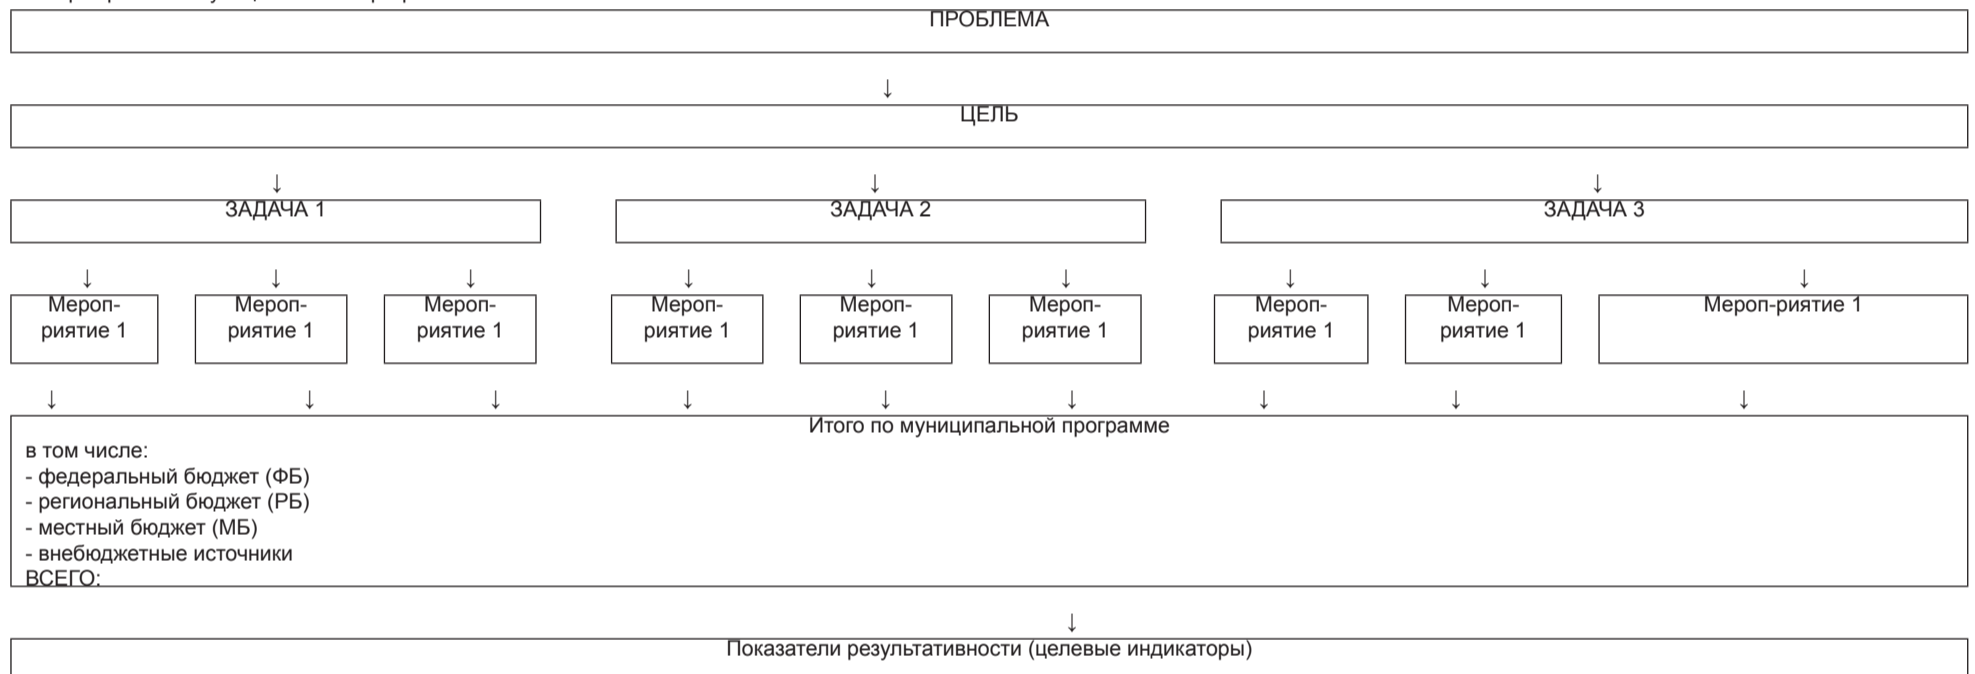 ПРОБЛЕМА
↓
ЦЕЛЬ
↓ ↓ ↓
ЗАДАЧА 1 ЗАДАЧА 2 ЗАДАЧА 3
↓ ↓ ↓ ↓ ↓ ↓ ↓ ↓ ↓
Мероп- Мероп- Мероп- Мероп- Мероп- Мероп- Мероп- Мероп- Мероп-риятие 1
риятие 1 риятие 1 риятие 1 риятие 1 риятие 1 риятие 1 риятие 1 риятие 1
↓ ↓ ↓ ↓ ↓ ↓ ↓ ↓ ↓
Итого по муниципальной программе
в том числе:
- федеральный бюджет (ФБ)
- региональный бюджет (РБ)
- местный бюджет (МБ)
- внебюджетные источники
ВСЕГО:
↓
Показатели результативности (целевые индикаторы)